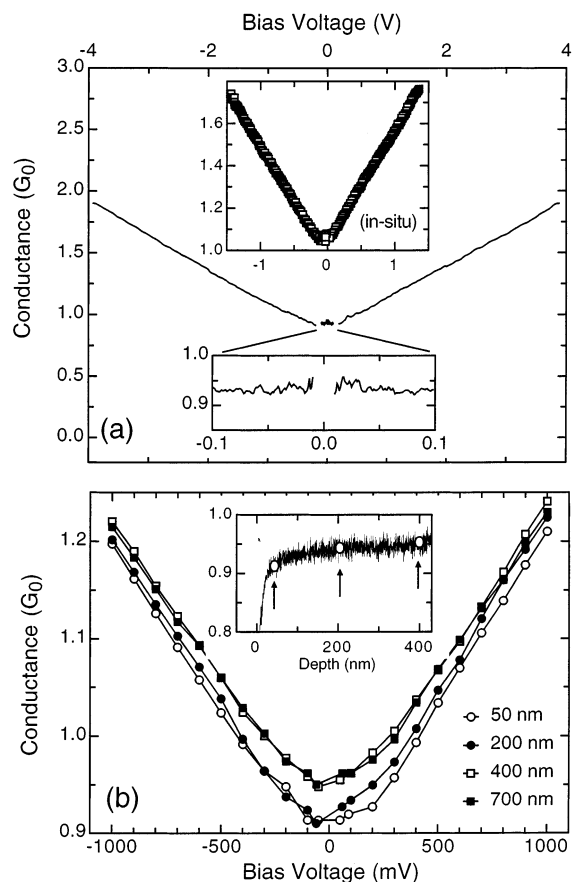 Bias Voltage (V)
-4 -2 0 2 4
3.0
2.5
2.0
1.5
1.0
0.5
0.0
Conductance (G0)
1.6
1.4
1.2
1.0
(in-situ)
-1 0 1
1.0
0.9
-0.1 0.0 0.1
(a)
1.2
1.1
1.0
0.9
Conductance (G0)
1.0
0.9
0.8
0 200 400
Depth (nm)
50 nm
200 nm
400 nm
700 nm
(b)
-1000 -500 0 500 1000
Bias Voltage (mV)